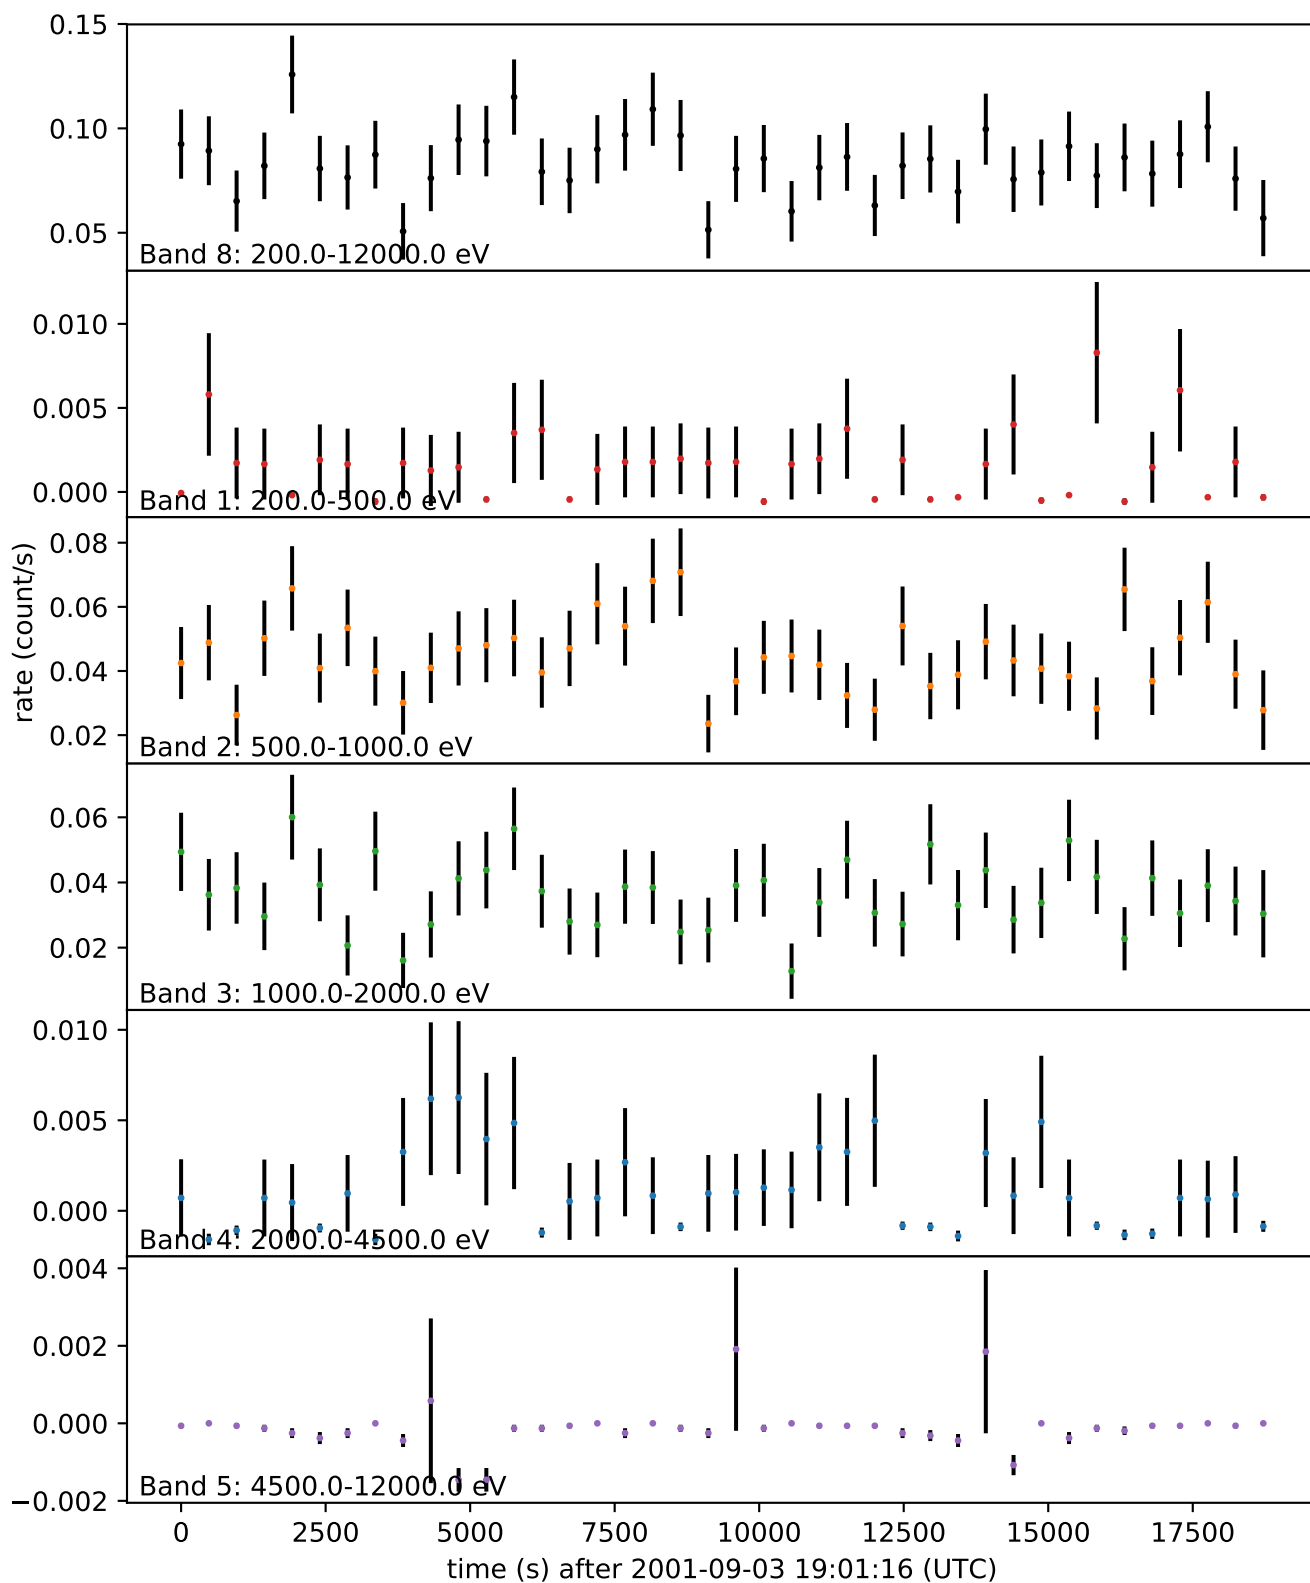 0.15
0.10
0.05
Band 8: 200.0-12000.0 eV
0.010
0.005
0.000
Band 1: 200.0-500.0 eV
rate (count/s)
0.08
0.06
0.04
0.02
Band 2: 500.0-1000.0 eV
0.06
0.04
0.02
Band 3: 1000.0-2000.0 eV
0.010
0.005
0.000
Band 4: 2000.0-4500.0 eV
0.004
0.002
0.000
−0.002
Band 5: 4500.0-12000.0 eV
0 2500 5000 7500 10000 12500 15000 17500
time (s) after 2001-09-03 19:01:16 (UTC)